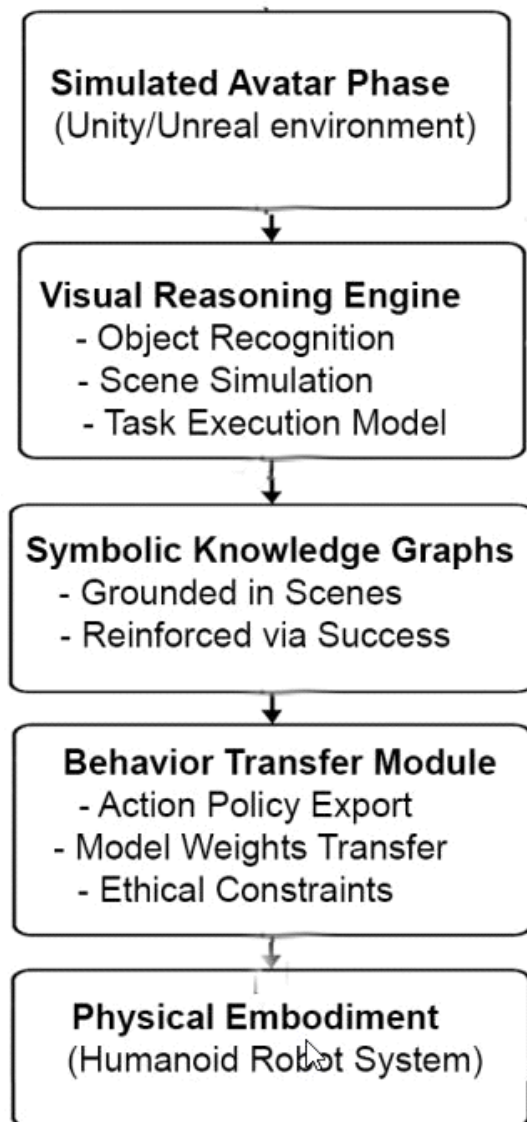 Simulated Avatar Phase
(Unity/Unreal environment)
Visual Reasoning Engine
- Object Recognition
- Scene Simulation
- Task Execution Model
Symbolic Knowledge Graphs
- Grounded in Scenes
- Reinforced via Success
Behavior Transfer Module
- Action Policy Export
- Model Weights Transfer
- Ethical Constraints
Physical Embodiment
(Humanoid Robot System)